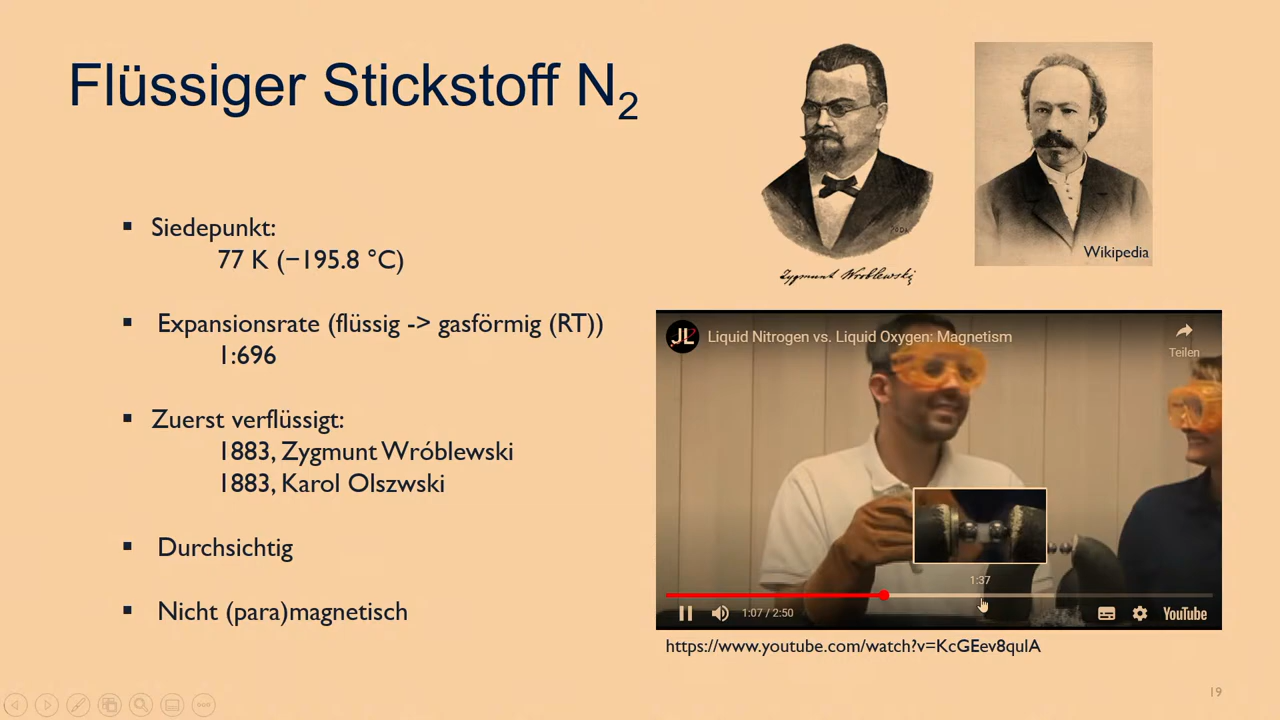 Flüssiger Stickstoff N2
Siedepunkt:
77 K (−195.8 °C)
Expansionsrate (flüssig -> gasförmig (RT))
1:696
Zuerst verflüssigt:
1883, Zygmunt Wróblewski
1883, Karol Olszwski
Durchsichtig
Nicht (para)magnetisch
Zygmunt Wróblewski
Wikipedia
JL
Liquid Nitrogen vs. Liquid Oxygen: Magnetism
Teilen
1:37
1:07 / 2:50
YouTube
https://www.youtube.com/watch?v=KcGEev8qulA
19